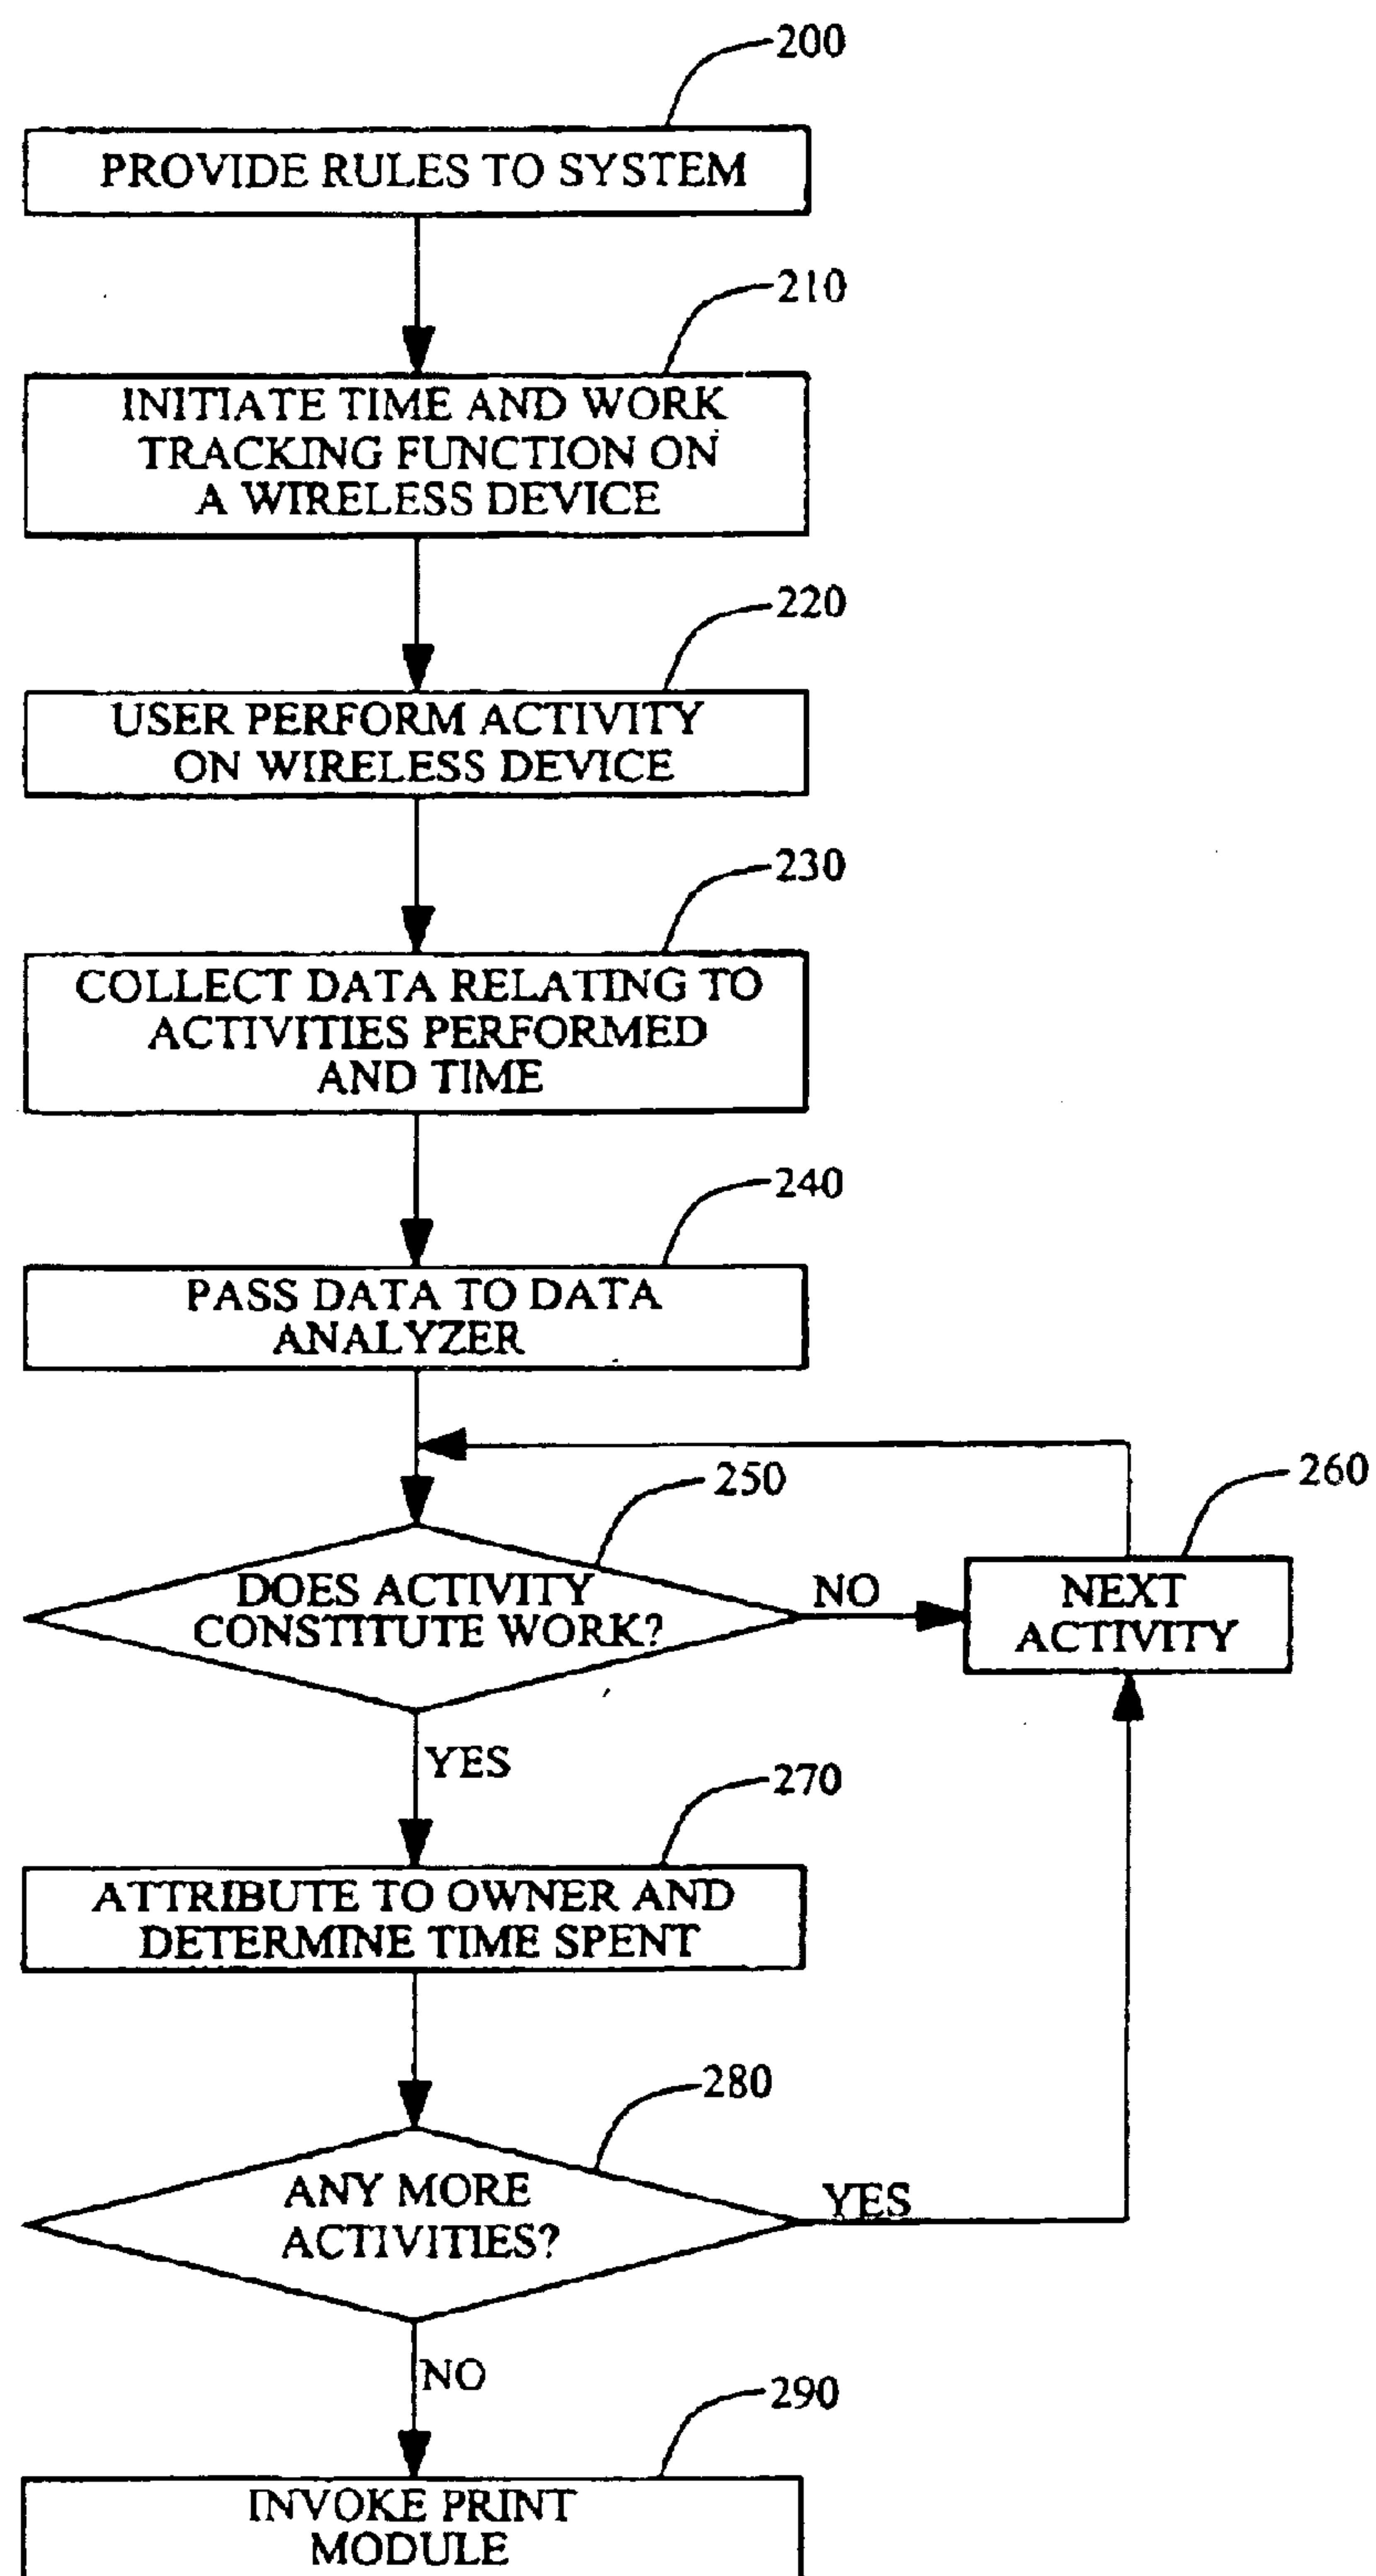 200
PROVIDE RULES TO SYSTEM
210
INITIATE TIME AND WORK
TRACKING FUNCTION ON
A WIRELESS DEVICE
220
USER PERFORM ACTIVITY
ON WIRELESS DEVICE
230
COLLECT DATA RELATING TO
ACTIVITIES PERFORMED
AND TIME
240
PASS DATA TO DATA
ANALYZER
250
260
DOES ACTIVITY
CONSTITUTE WORK?
NO
NEXT
ACTIVITY
YES
270
ATTRIBUTE TO OWNER AND
DETERMINE TIME SPENT
280
ANY MORE
ACTIVITIES?
YES
NO
290
INVOKE PRINT
MODULE